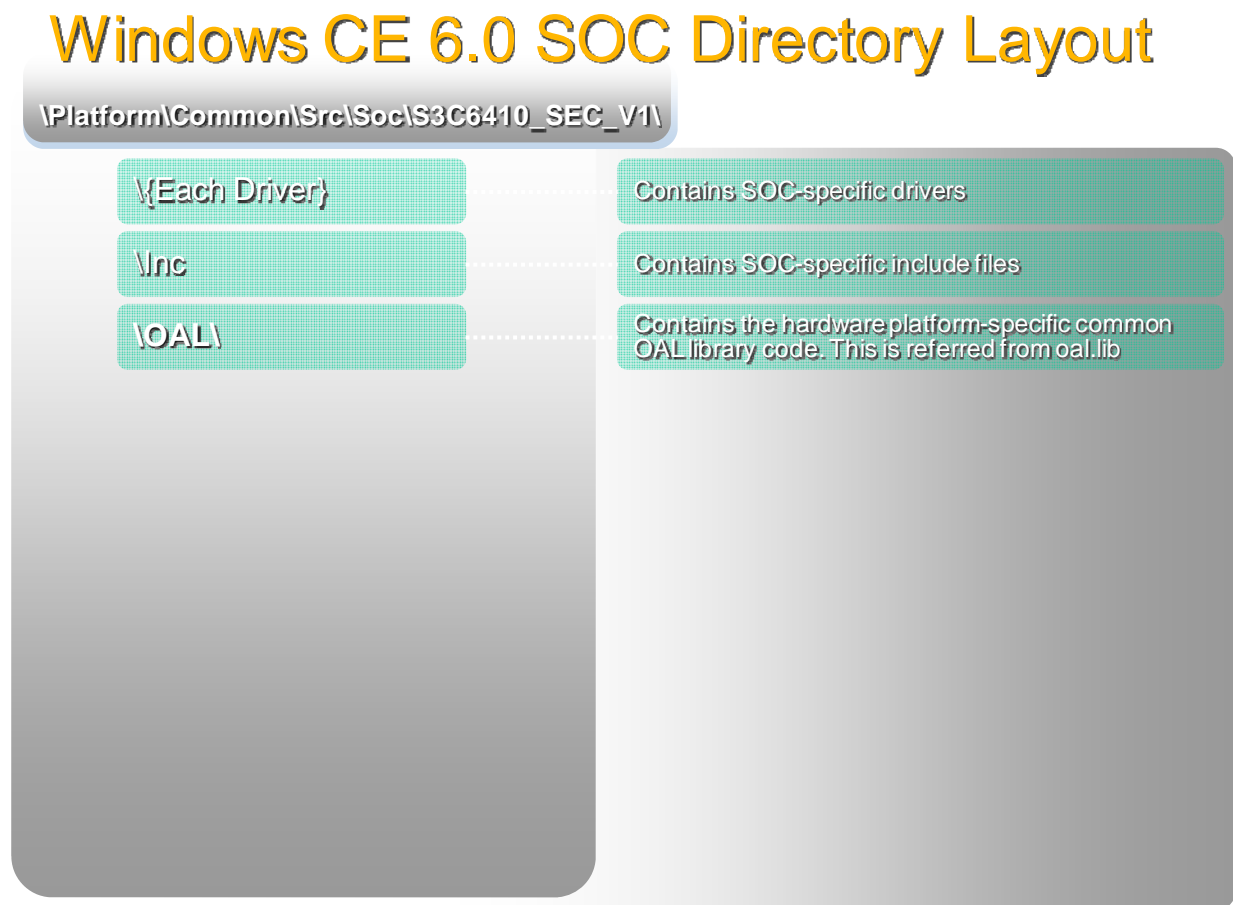 Windows CE 6.0 SOC Directory Layout
\Platform\Common\Src\Soc\S3C6410_SEC_V1\
\{Each Driver}
Contains SOC-specific drivers
\Inc
Contains SOC-specific include files
\OAL\
Contains the hardware platform-specific common
OAL library code. This is referred from oal.lib